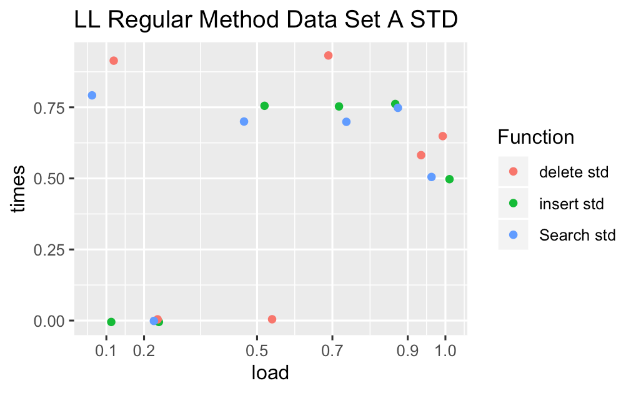 LL Regular Method Data Set A STD
times
0.75
0.50
0.25
0.00
0.1 0.2 0.5 0.7 0.9 1.0
load
Function
delete std
insert std
Search std